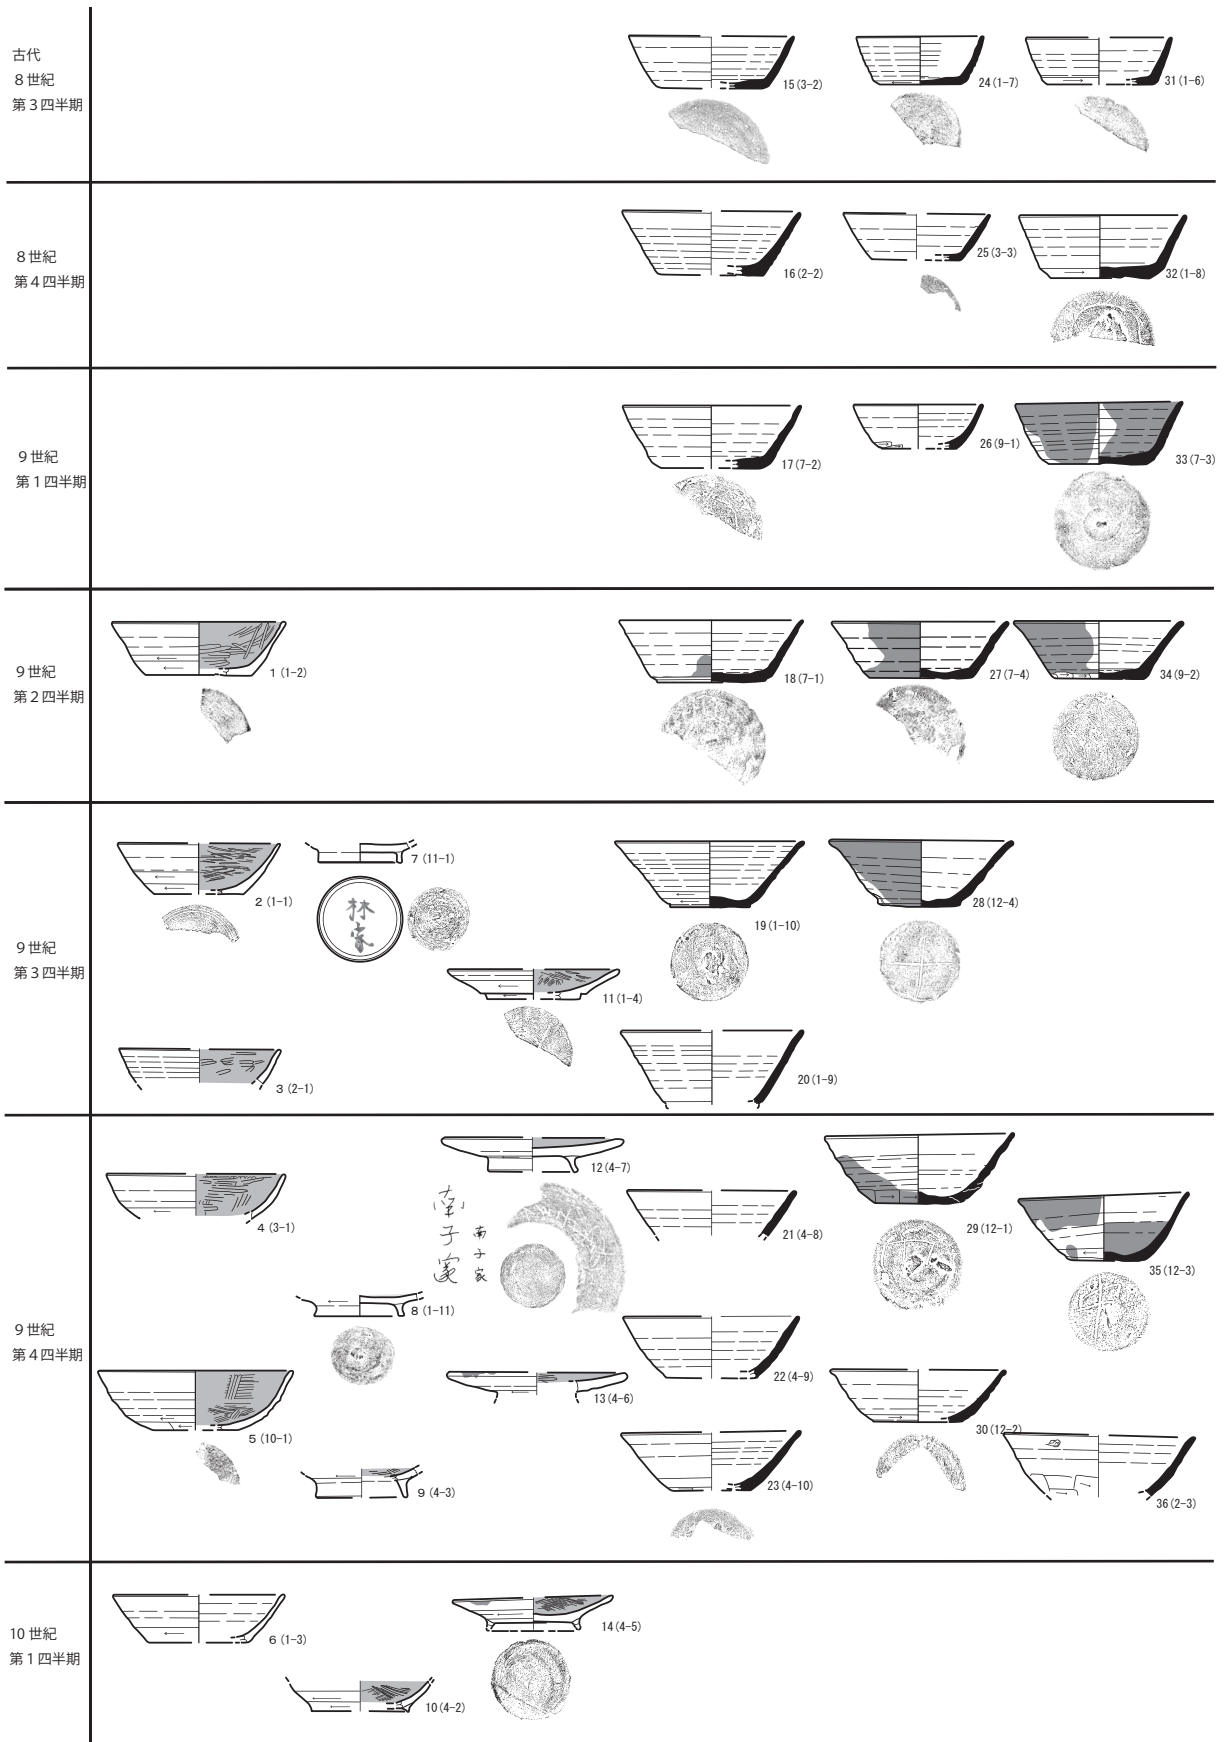 古代
8世紀
第3四半期
15(3-2)
24(1-7)
31(1-6)
8世紀
第4四半期
16(2-2)
25(3-3)
32(1-8)
9世紀
第1四半期
17(7-2)
26(9-1)
33(7-3)
9世紀
第2四半期
1(1-2)
18(7-1)
27(7-4)
34(9-2)
9世紀
第3四半期
2(1-1)
7(11-1)
林家
11(1-4)
3(2-1)
19(1-10)
28(12-4)
20(1-9)
9世紀
第4四半期
4(3-1)
12(4-7)
南子家
南子家
8(1-11)
21(4-8)
29(12-1)
35(12-3)
5(10-1)
13(4-6)
22(4-9)
9(4-3)
23(4-10)
30(12-2)
36(2-3)
10世紀
第1四半期
6(1-3)
14(4-5)
10(4-2)